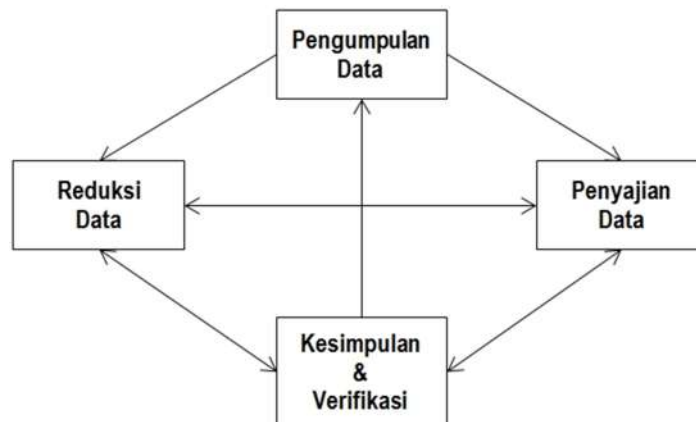 Pengumpulan
Data
Reduksi
Data
Penyajian
Data
Kesimpulan
&
Verifikasi